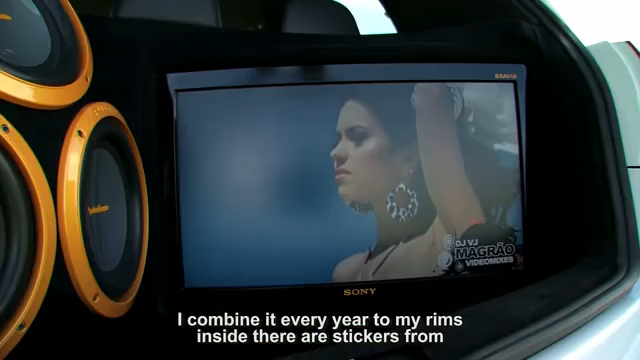 BRAVIA
DJ VJ
MAGRÃO
VIDEOMIXES
SONY
I combine it every year to my rims
inside there are stickers from